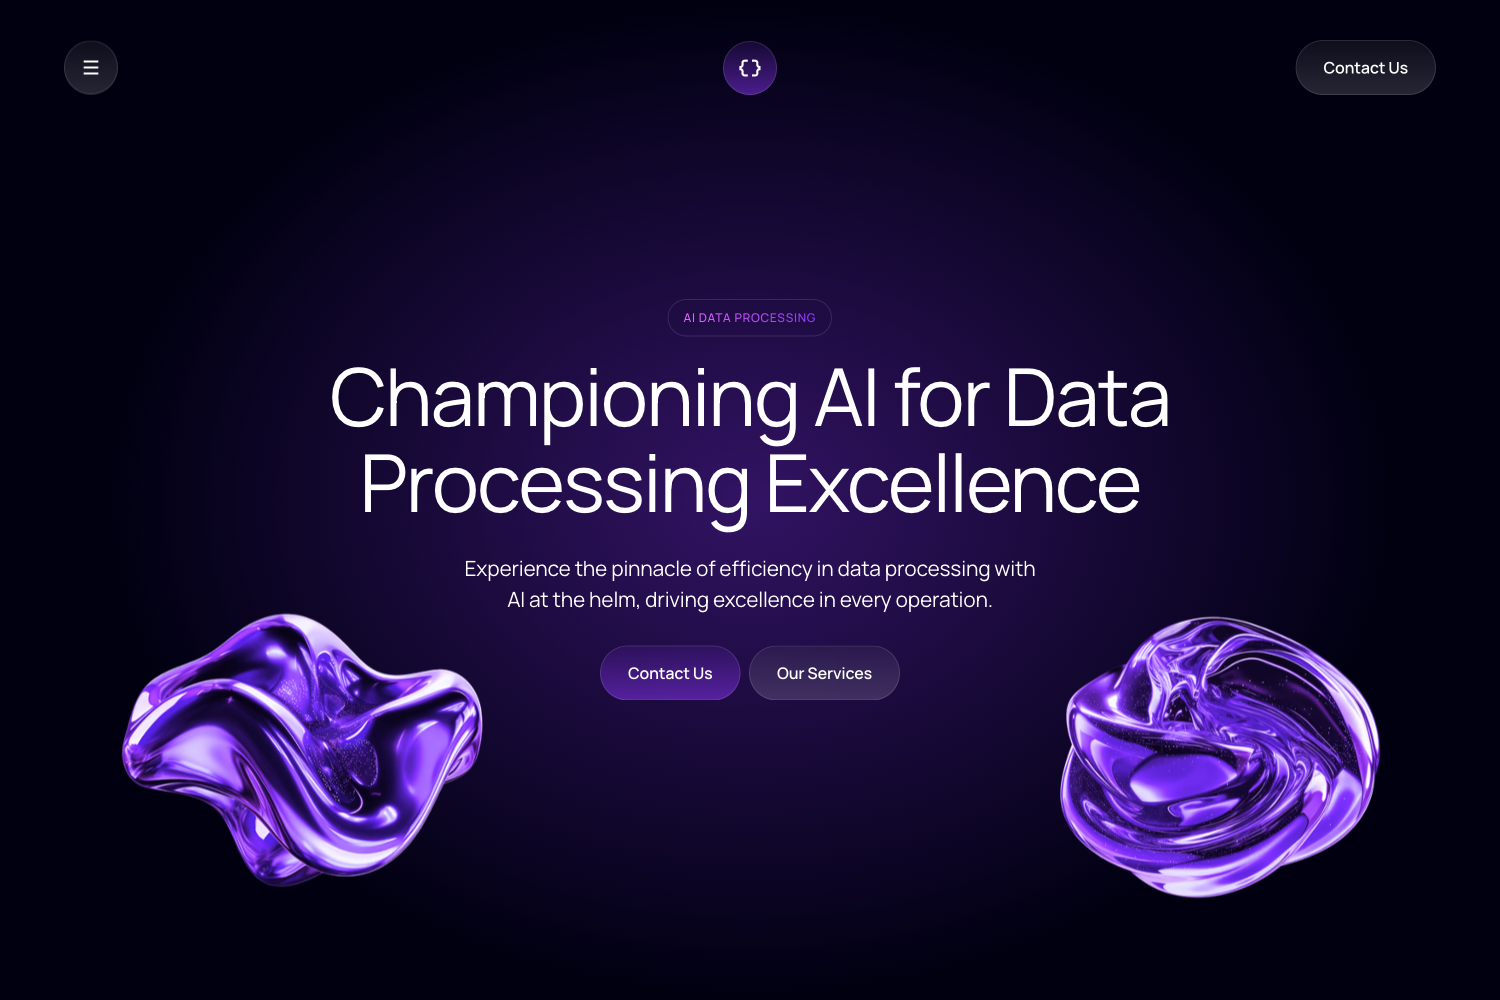 {}
Contact Us
AI DATA PROCESSING
Championing AI for Data
Processing Excellence
Experience the pinnacle of efficiency in data processing with
AI at the helm, driving excellence in every operation.
Contact Us
Our Services